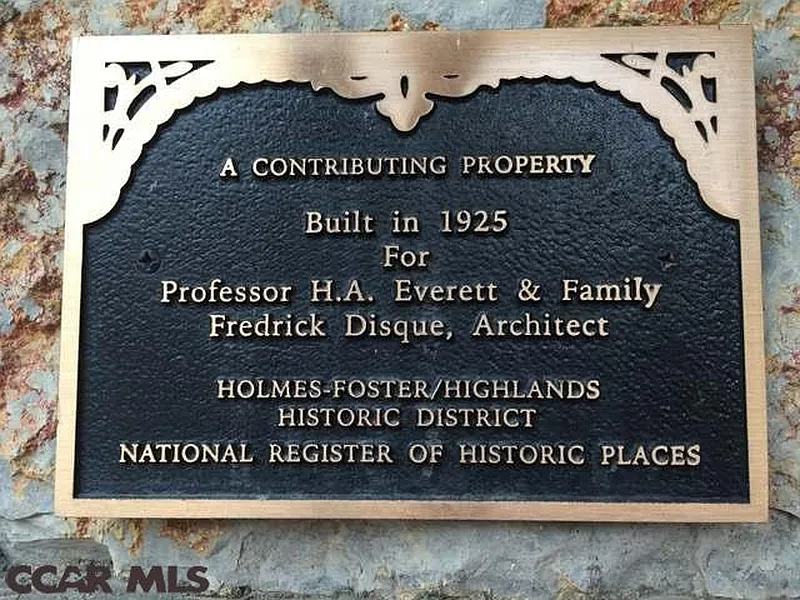 A CONTRIBUTING PROPERTY
Built in 1925
For
Professor H.A. Everett & Family
Fredrick Disque, Architect
HOLMES-FOSTER/HIGHLANDS
HISTORIC DISTRICT
NATIONAL REGISTER OF HISTORIC PLACES
CCAR MLS